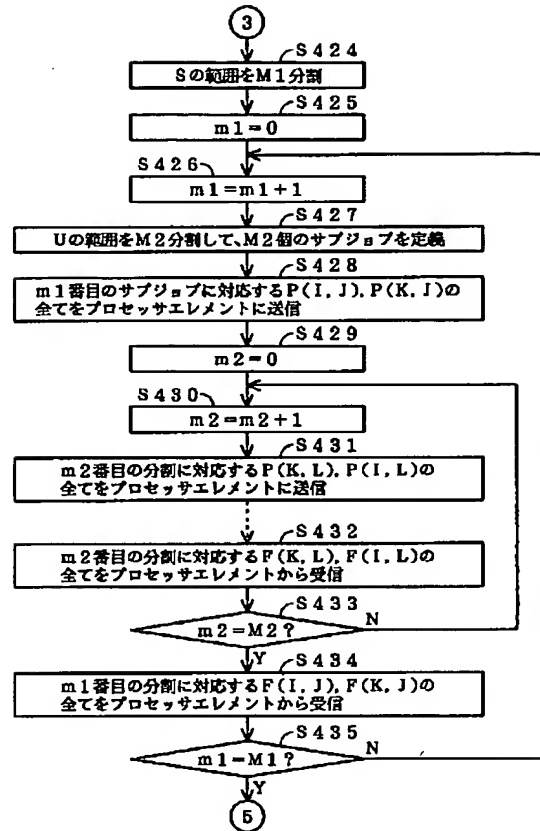 3
S424
Sの範囲をM1分割
S425
m1=0
S426
m1=m1+1
S427
Uの範囲をM2分割して、M2個のサブジョブを定義
S428
m1番目のサブジョブに対応するP(I,J),P(K,J)の
全てをプロセッサエレメントに送信
S429
m2=0
S430
m2=m2+1
S431
m2番目の分割に対応するP(K,L),P(I,L)の
全てをプロセッサエレメントに送信
S432
m2番目の分割に対応するF(K,L),F(I,L)の
全てをプロセッサエレメントから受信
S433
m2=M2?
N
Y
S434
m1番目の分割に対応するF(I,J),F(K,J)の
全てをプロセッサエレメントから受信
S435
m1=M1?
N
Y
5